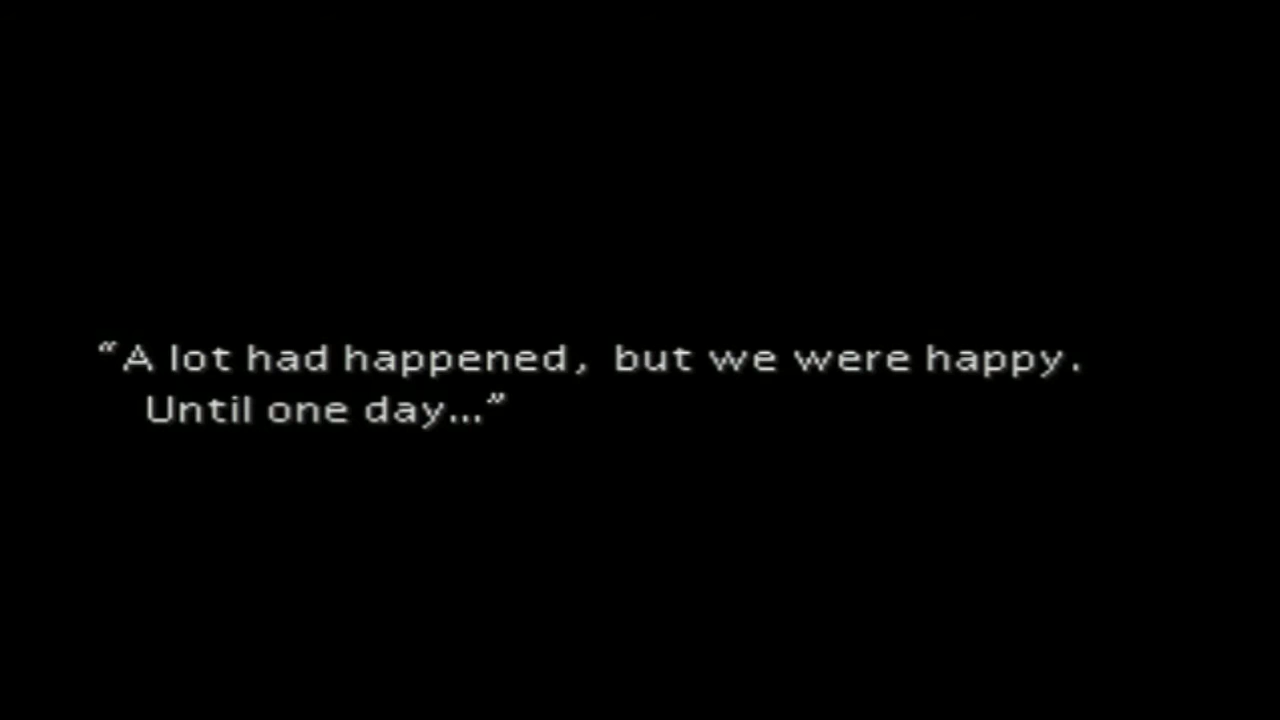 “A lot had happened, but we were happy.
Until one day...”